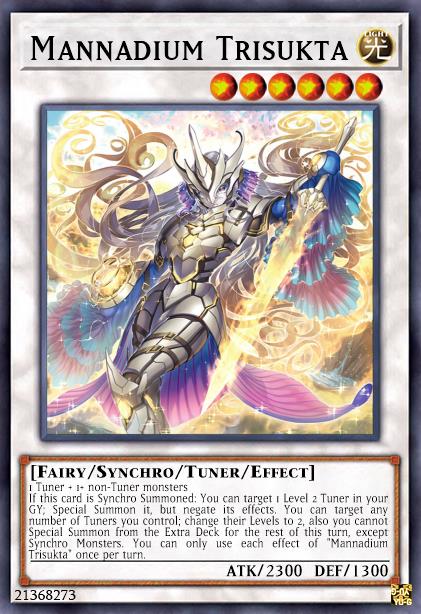 MANNADIUM TRISUKTA
LIGHT
光
[FAIRY/SYNCHRO/TUNER/EFFECT]
1 Tuner + 1+ non-Tuner monsters
If this card is Synchro Summoned: You can target 1 Level 2 Tuner in your
GY; Special Summon it, but negate its effects. You can target any
number of Tuners you control; change their Levels to 2, also you cannot
Special Summon from the Extra Deck for the rest of this turn, except
Synchro Monsters. You can only use each effect of "Mannadium
Trisukta" once per turn.
ATK/2300 DEF/1300
21368273